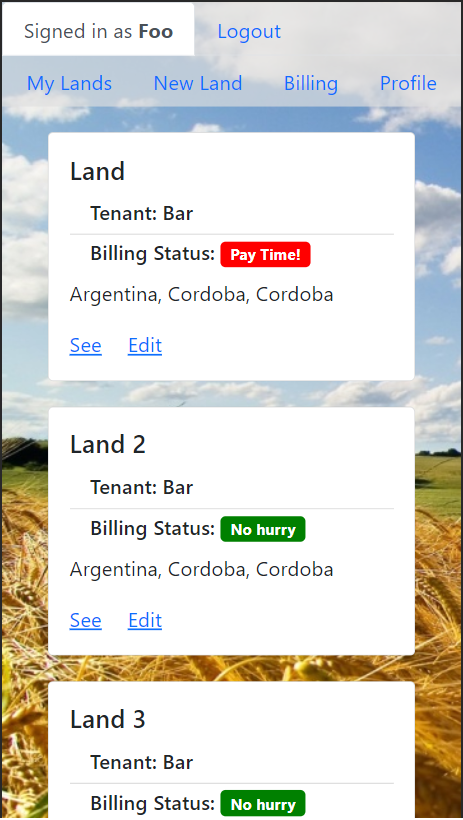 Signed in as Foo Logout
My Lands New Land Billing Profile
Land
Tenant: Bar
Billing Status: Pay Time!
Argentina, Cordoba, Cordoba
See Edit
Land 2
Tenant: Bar
Billing Status: No hurry
Argentina, Cordoba, Cordoba
See Edit
Land 3
Tenant: Bar
Billing Status: No hurry